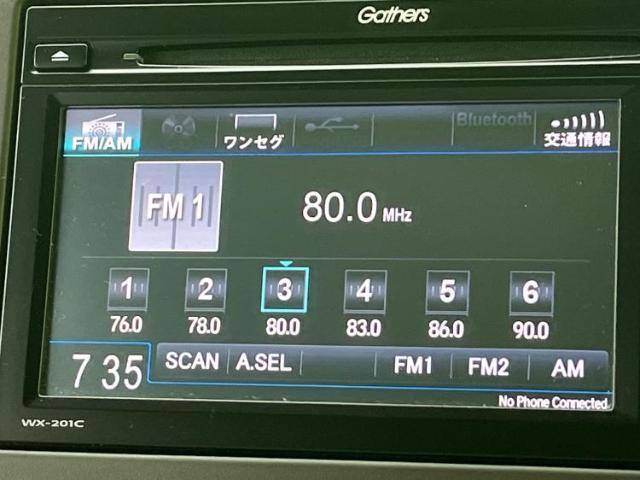 Gathers
FM/AM ワンセグ Bluetooth 交通情報
FM 1 80.0 MHz
1 2 3 4 5 6
76.0 78.0 80.0 83.0 86.0 90.0
7 35 SCAN A.SEL FM1 FM2 AM
No Phone Connected
WX-201C